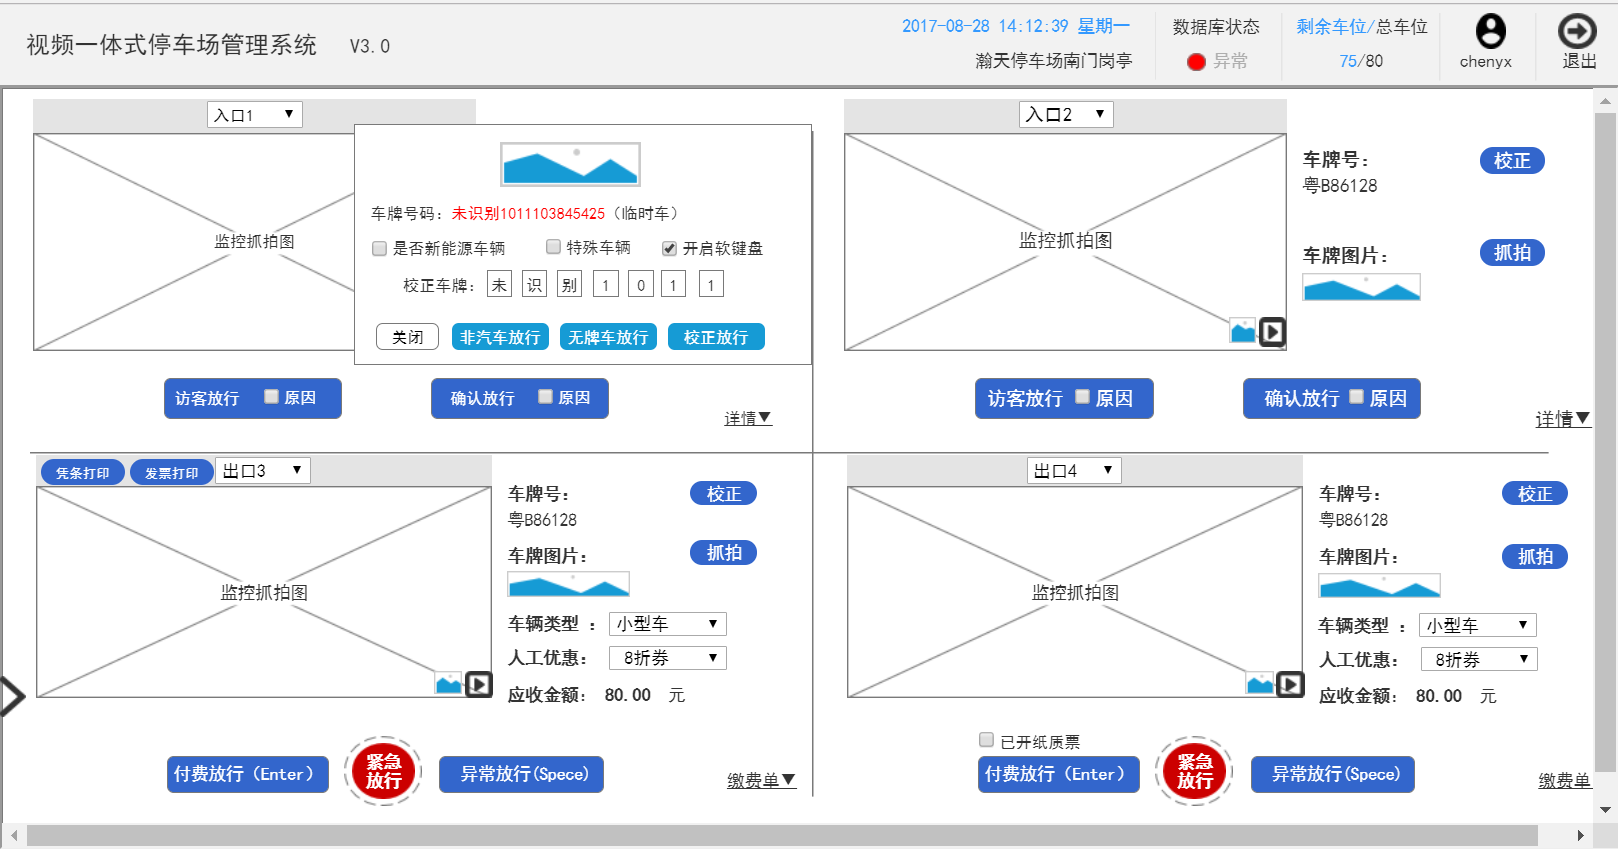 视频一体式停车场管理系统 V3.0
2017-08-28 14:12:39 星期一
瀚天停车场南门岗亭
数据库状态
异常
剩余车位/总车位
75/80
chenyx
退出
入口1
监控抓拍图
车牌号码：未识别1011103845425（临时车）
是否新能源车辆 特殊车辆 开启软键盘
校正车牌： 未 识 别 1 0 1 1
关闭 非汽车放行 无牌车放行 校正放行
访客放行 原因 确认放行 原因
详情▼
入口2
监控抓拍图
车牌号： 校正
粤B86128
车牌图片： 抓拍
访客放行 原因 确认放行 原因
详情▼
凭条打印 发票打印 出口3
监控抓拍图
车牌号： 校正
粤B86128
车牌图片： 抓拍
车辆类型 ： 小型车
人工优惠： 8折券
应收金额： 80.00 元
付费放行（Enter） 紧急
放行
异常放行(Spece)
缴费单▼
出口4
监控抓拍图
车牌号： 校正
粤B86128
车牌图片： 抓拍
车辆类型 ： 小型车
人工优惠： 8折券
应收金额： 80.00 元
已开纸质票
付费放行（Enter） 紧急
放行
异常放行(Spece)
缴费单